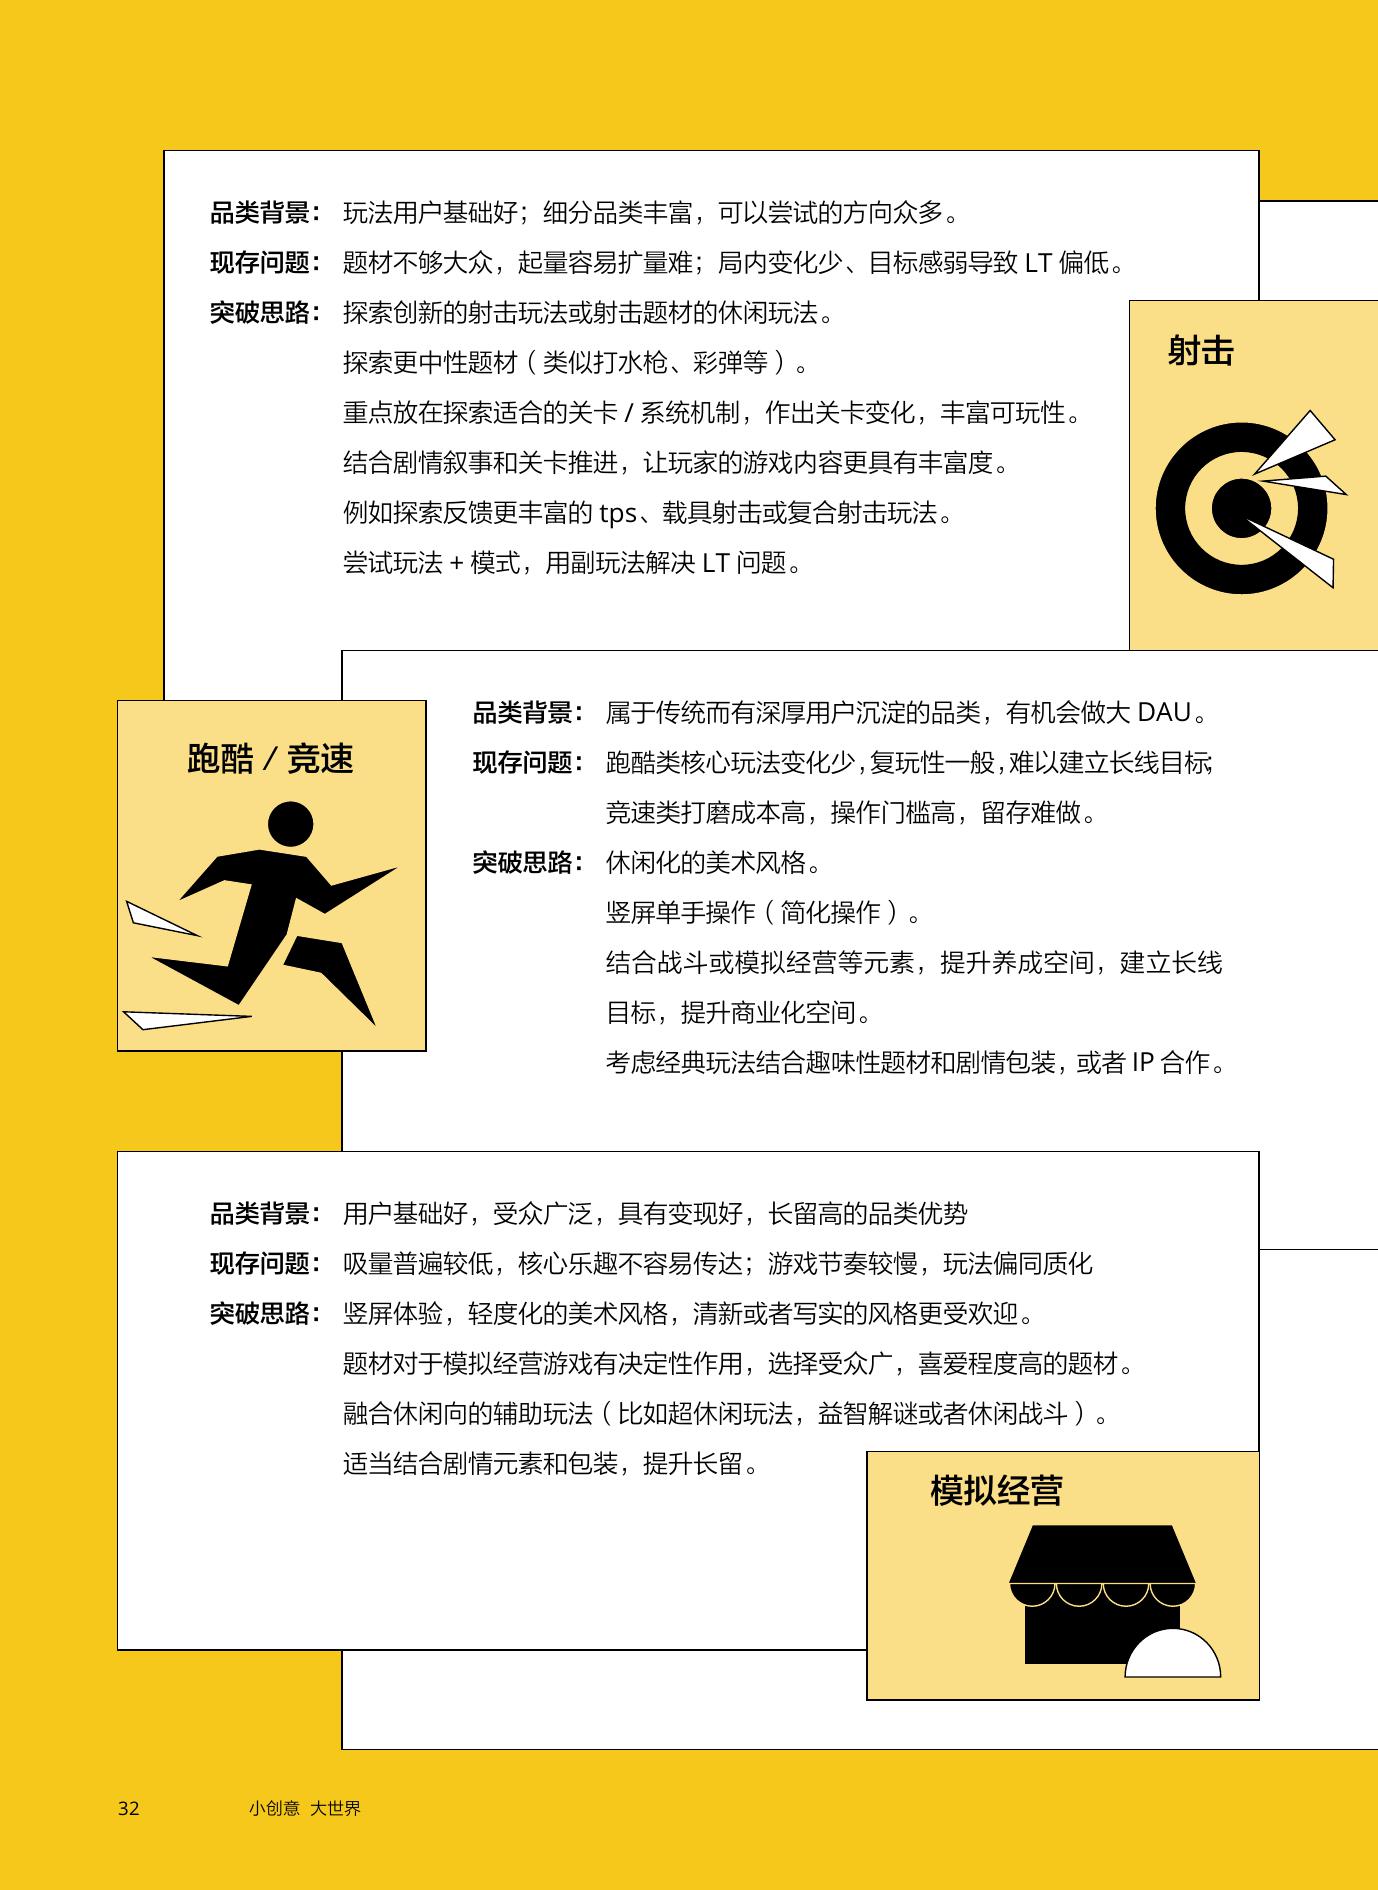 品类背景： 玩法用户基础好；细分品类丰富，可以尝试的方向众多。
现存问题： 题材不够大众，起量容易扩量难；局内变化少、目标感弱导致 LT 偏低。
突破思路： 探索创新的射击玩法或射击题材的休闲玩法。
探索更中性题材（类似打水枪、彩弹等）。
重点放在探索适合的关卡 / 系统机制，作出关卡变化，丰富可玩性。
结合剧情叙事和关卡推进，让玩家的游戏内容更具有丰富度。
例如探索反馈更丰富的 tps、载具射击或复合射击玩法。
尝试玩法 + 模式，用副玩法解决 LT 问题。
射击
跑酷 / 竞速
品类背景： 属于传统而有深厚用户沉淀的品类，有机会做大 DAU。
现存问题： 跑酷类核心玩法变化少，复玩性一般，难以建立长线目标；
竞速类打磨成本高，操作门槛高，留存难做。
突破思路： 休闲化的美术风格。
竖屏单手操作（简化操作）。
结合战斗或模拟经营等元素，提升养成空间，建立长线
目标，提升商业化空间。
考虑经典玩法结合趣味性题材和剧情包装，或者 IP 合作。
品类背景： 用户基础好，受众广泛，具有变现好，长留高的品类优势
现存问题： 吸量普遍较低，核心乐趣不容易传达；游戏节奏较慢，玩法偏同质化
突破思路： 竖屏体验，轻度化的美术风格，清新或者写实的风格更受欢迎。
题材对于模拟经营游戏有决定性作用，选择受众广，喜爱程度高的题材。
融合休闲向的辅助玩法（比如超休闲玩法，益智解谜或者休闲战斗）。
适当结合剧情元素和包装，提升长留。
模拟经营
32 小创意 大世界